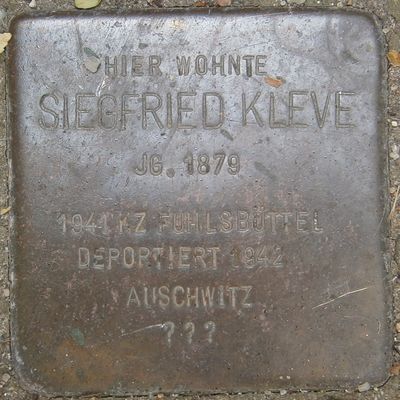 HIER WOHNTE
SIEGFRIED KLEVE
JG. 1879
1941 KZ FUHLSBÜTTEL
DEPORTIERT 1942
AUSCHWITZ
???